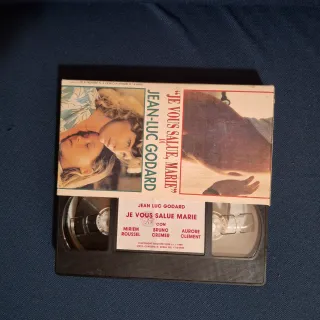 "JE VOUS SALUE, MARIE"
JEAN-LUC GODARD
JEAN LUC GODARD
JE VOUS SALUE MARIE
CON
MIRIEM
ROUSSEL
BRUNO
CREMER
AURORE
CLEMENT